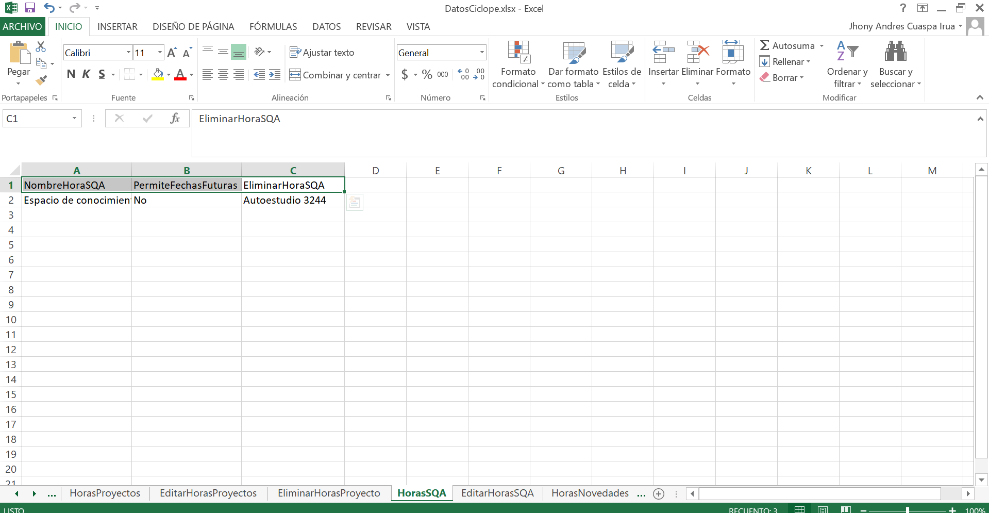 DatosCiclope.xlsx - Excel
ARCHIVO INICIO INSERTAR DISEÑO DE PÁGINA FÓRMULAS DATOS REVISAR VISTA
Jhony Andres Cuaspa Irua
Pegar
Calibri 11
N K S
A A
Ajustar texto
Combinar y centrar
General
$ % 000
Formato condicional
Dar formato como tabla
Estilos de celda
Insertar Eliminar Formato
Autosuma
Rellenar
Borrar
Ordenar y filtrar
Buscar y seleccionar
Portapapeles Fuente Alineación Número Estilos Celdas Modificar
C1 fx EliminarHoraSQA
A B C D E F G H I J K L M
1 NombreHoraSQA PermiteFechasFuturas EliminarHoraSQA
2 Espacio de conocimien No Autoestudio 3244
3
4
5
6
7
8
9
10
11
12
13
14
15
16
17
18
19
20
21
... HorasProyectos EditarHorasProyectos EliminarHorasProyecto HorasSQA EditarHorasSQA HorasNovedades ...
LISTO RECUENTO: 3 100%